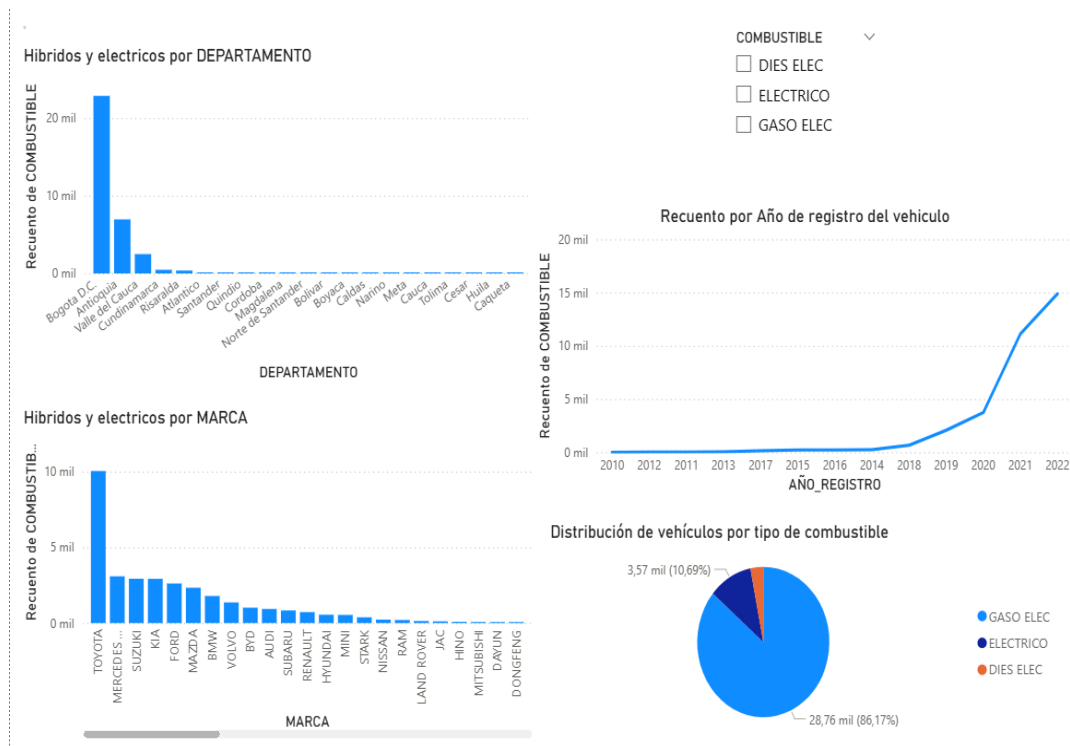 Hibridos y electricos por DEPARTAMENTO
Recuento de COMBUSTIBLE
20 mil
10 mil
0 mil
Bogota D.C.
Antioquia
Valle del Cauca
Cundinamarca
Risaralda
Atlantico
Santander
Quindio
Cordoba
Magdalena
Norte de Santander
Bolivar
Boyaca
Caldas
Narino
Meta
Cauca
Tolima
Cesar
Huila
Caqueta
DEPARTAMENTO
COMBUSTIBLE
DIES ELEC
ELECTRICO
GASO ELEC
Recuento por Año de registro del vehiculo
Recuento de COMBUSTIBLE
20 mil
15 mil
10 mil
5 mil
0 mil
2010 2012 2011 2013 2017 2015 2016 2014 2018 2019 2020 2021 2022
AÑO_REGISTRO
Hibridos y electricos por MARCA
Recuento de COMBUSTIB...
10 mil
5 mil
0 mil
TOYOTA
MERCEDES ...
SUZUKI
KIA
FORD
MAZDA
BMW
VOLVO
BYD
AUDI
SUBARU
RENAULT
HYUNDAI
MINI
STARK
NISSAN
RAM
LAND ROVER
JAC
HINO
MITSUBISHI
DAYUN
DONGFENG
MARCA
Distribución de vehículos por tipo de combustible
3,57 mil (10,69%)
28,76 mil (86,17%)
GASO ELEC
ELECTRICO
DIES ELEC